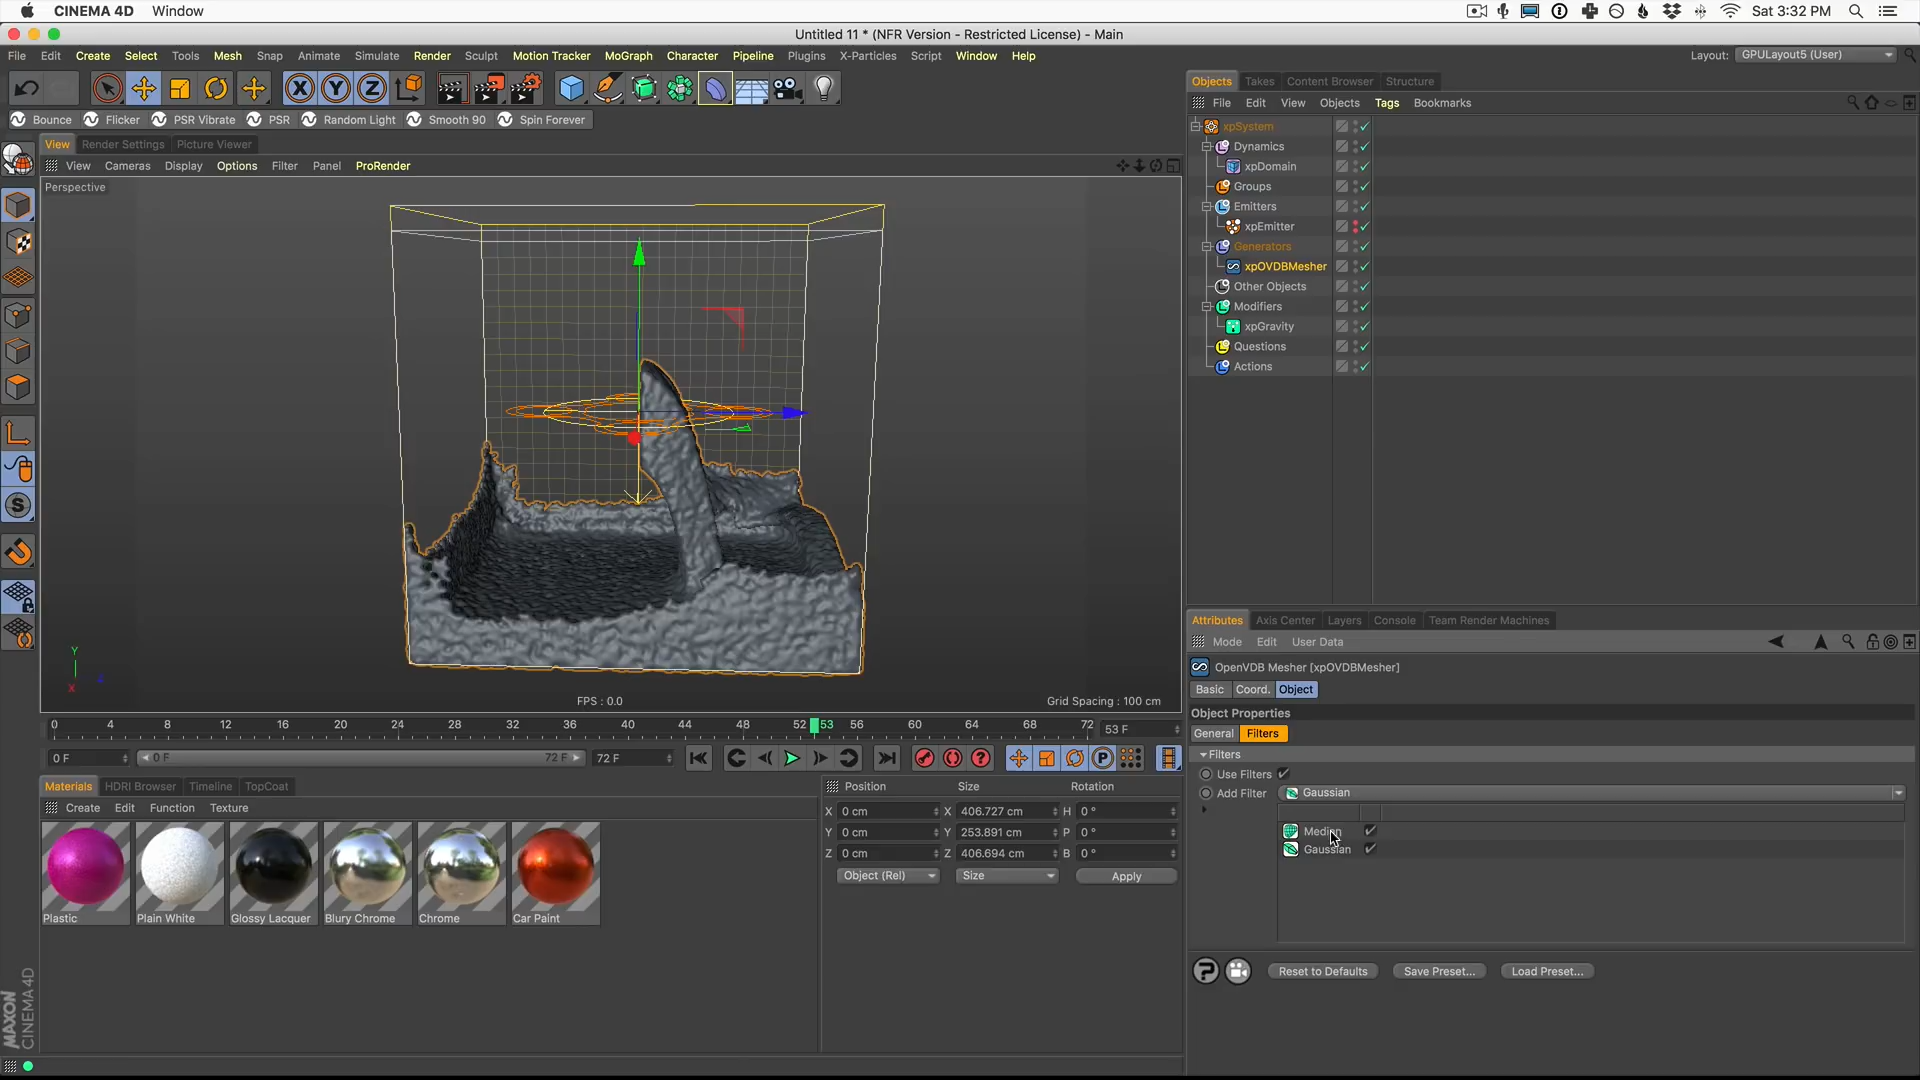 CINEMA 4D Window Sat 3:32 PM
Untitled 11 * (NFR Version - Restricted License) - Main
File Edit Create Select Tools Mesh Snap Animate Simulate Render Sculpt Motion Tracker MoGraph Character Pipeline Plugins X-Particles Script Window Help Layout: GPULayout5 (User)
Bounce Flicker PSR Vibrate PSR Random Light Smooth 90 Spin Forever
View Render Settings Picture Viewer
View Cameras Display Options Filter Panel ProRender
Perspective
Y
X
FPS : 0.0 Grid Spacing : 100 cm
0 4 8 12 16 20 24 28 32 36 40 44 48 52 53 56 60 64 68 72 53 F
0 F 0 F 72 F 72 F
Materials HDRI Browser Timeline TopCoat
Create Edit Function Texture
Plastic Plain White Glossy Lacquer Blury Chrome Chrome Car Paint
Position Size Rotation
X 0 cm X 406.727 cm H 0 °
Y 0 cm Y 253.891 cm P 0 °
Z 0 cm Z 406.694 cm B 0 °
Object (Rel) Size Apply
MAXON
CINEMA 4D
Objects Takes Content Browser Structure
File Edit View Objects Tags Bookmarks
xpSystem
Dynamics
xpDomain
Groups
Emitters
xpEmitter
Generators
xpOVDBMesher
Other Objects
Modifiers
xpGravity
Questions
Actions
Attributes Axis Center Layers Console Team Render Machines
Mode Edit User Data
OpenVDB Mesher [xpOVDBMesher]
Basic Coord. Object
Object Properties
General Filters
Filters
Use Filters
Add Filter Gaussian
Median
Gaussian
Reset to Defaults Save Preset... Load Preset...